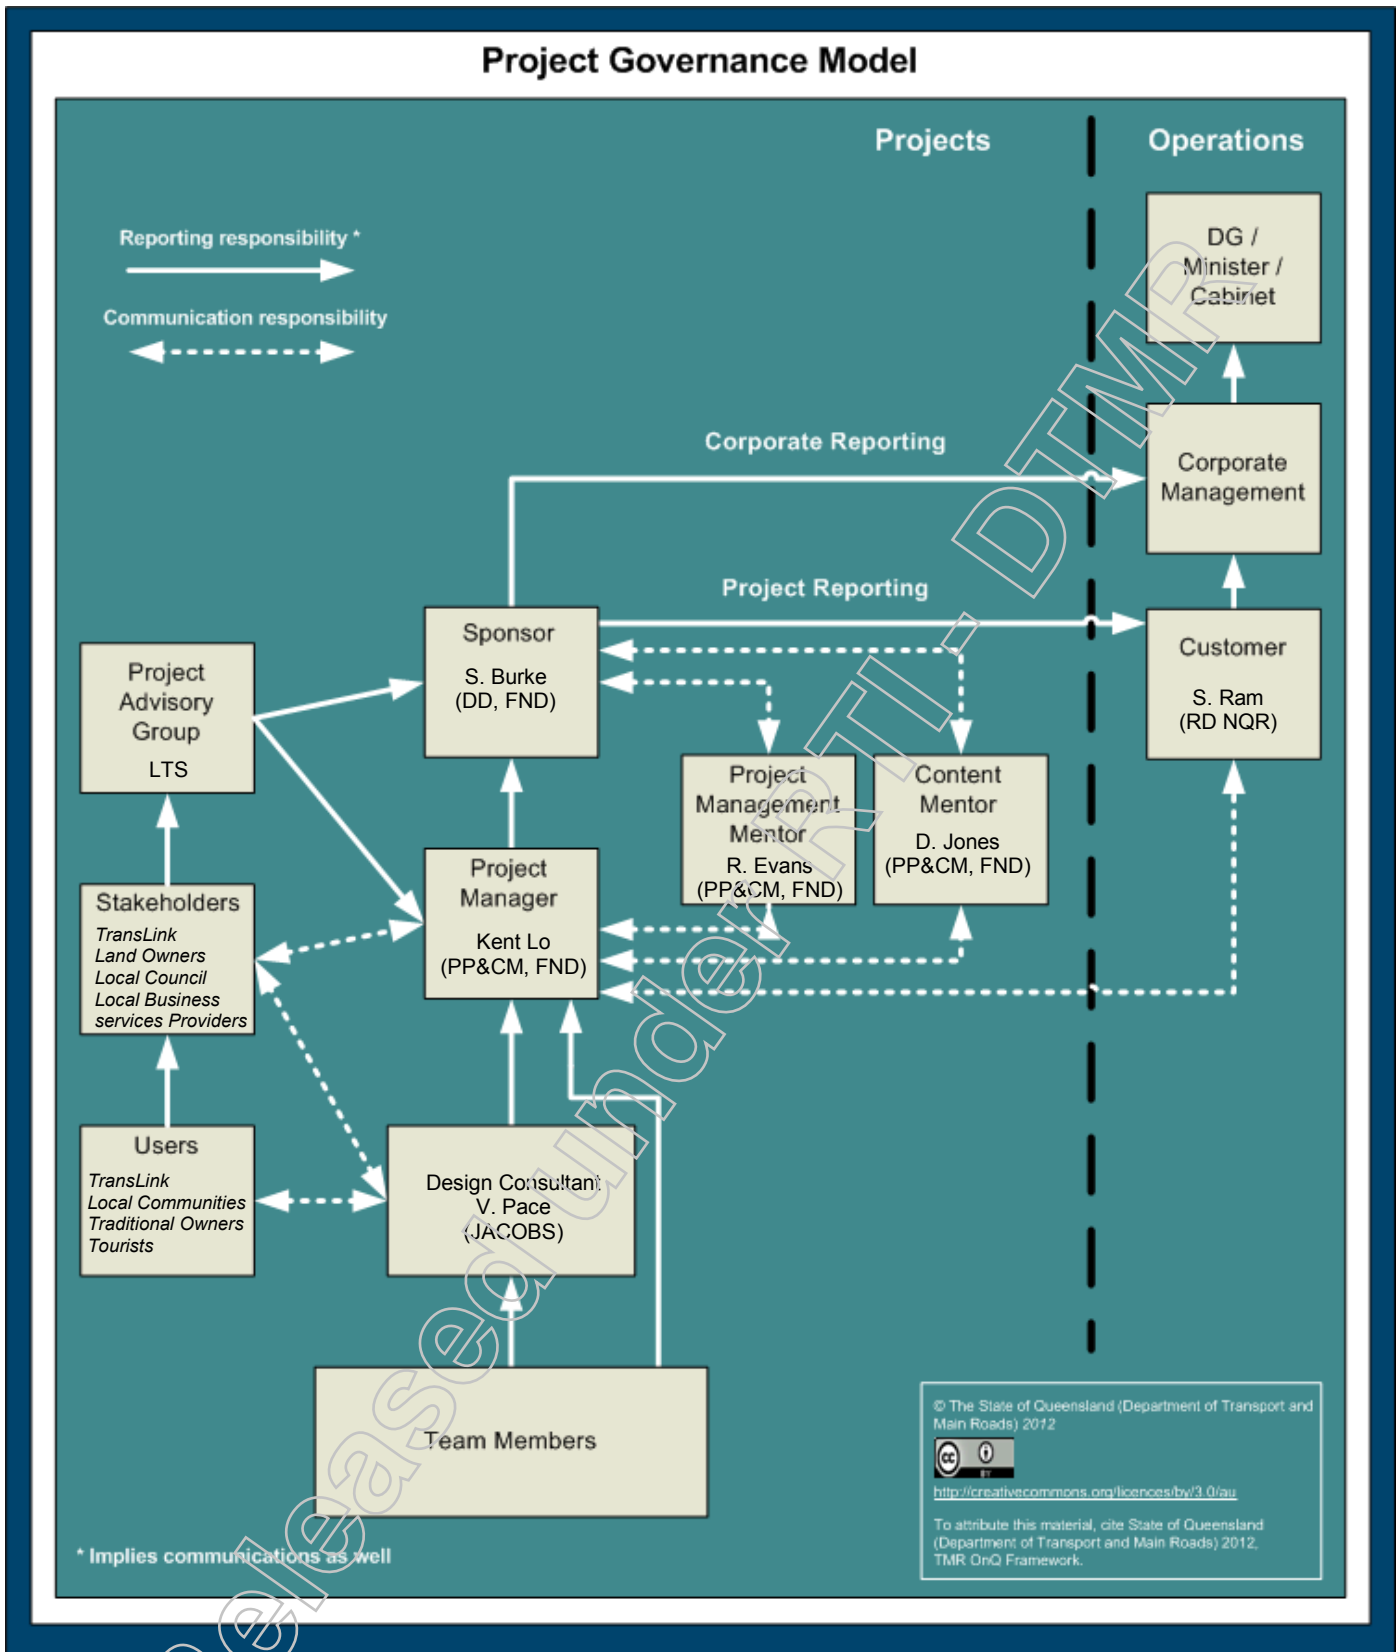 Project Governance Model
Projects
Operations
Reporting responsibility *
Communication responsibility
DG /
Minister /
Cabinet
Corporate Reporting
Corporate
Management
Project Reporting
Sponsor
S. Burke
(DD, FND)
Customer
S. Ram
(RD NQR)
Project
Advisory
Group
LTS
Project
Management
Mentor
R. Evans
(PP&CM, FND)
Content
Mentor
D. Jones
(PP&CM, FND)
Project
Manager
Kent Lo
(PP&CM, FND)
Stakeholders
TransLink
Land Owners
Local Council
Local Business
services Providers
Users
TransLink
Local Communities
Traditional Owners
Tourists
Design Consultant
V. Pace
(JACOBS)
Team Members
* Implies communications as well
© The State of Queensland (Department of Transport and
Main Roads) 2012
cc
BY
http://creativecommons.org/licences/by/3.0/au
To attribute this material, cite State of Queensland
(Department of Transport and Main Roads) 2012,
TMR OnQ Framework.
Released under RTI - DTMR